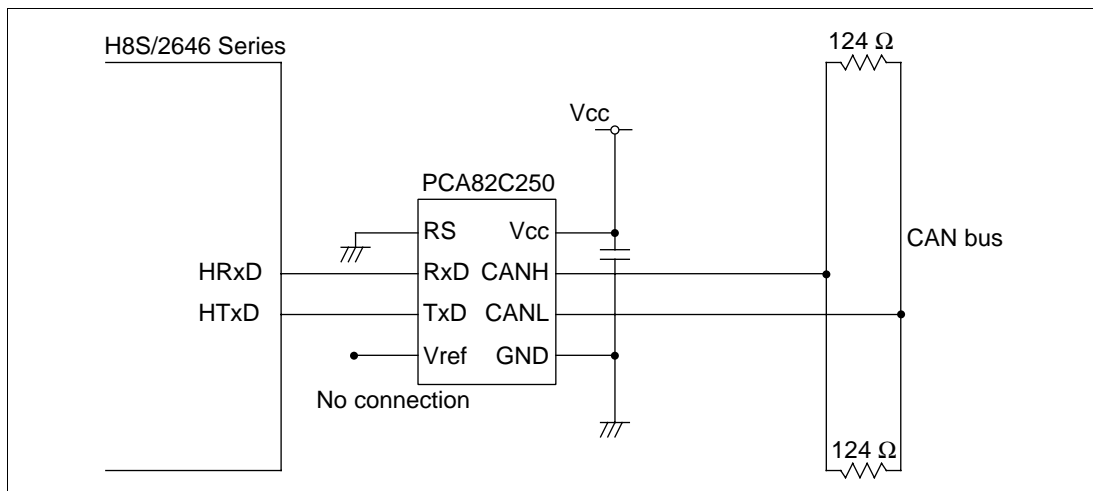 H8S/2646 Series
124 Ω
Vcc
PCA82C250
RS Vcc
CAN bus
HRxD RxD CANH
HTxD TxD CANL
Vref GND
No connection
124 Ω